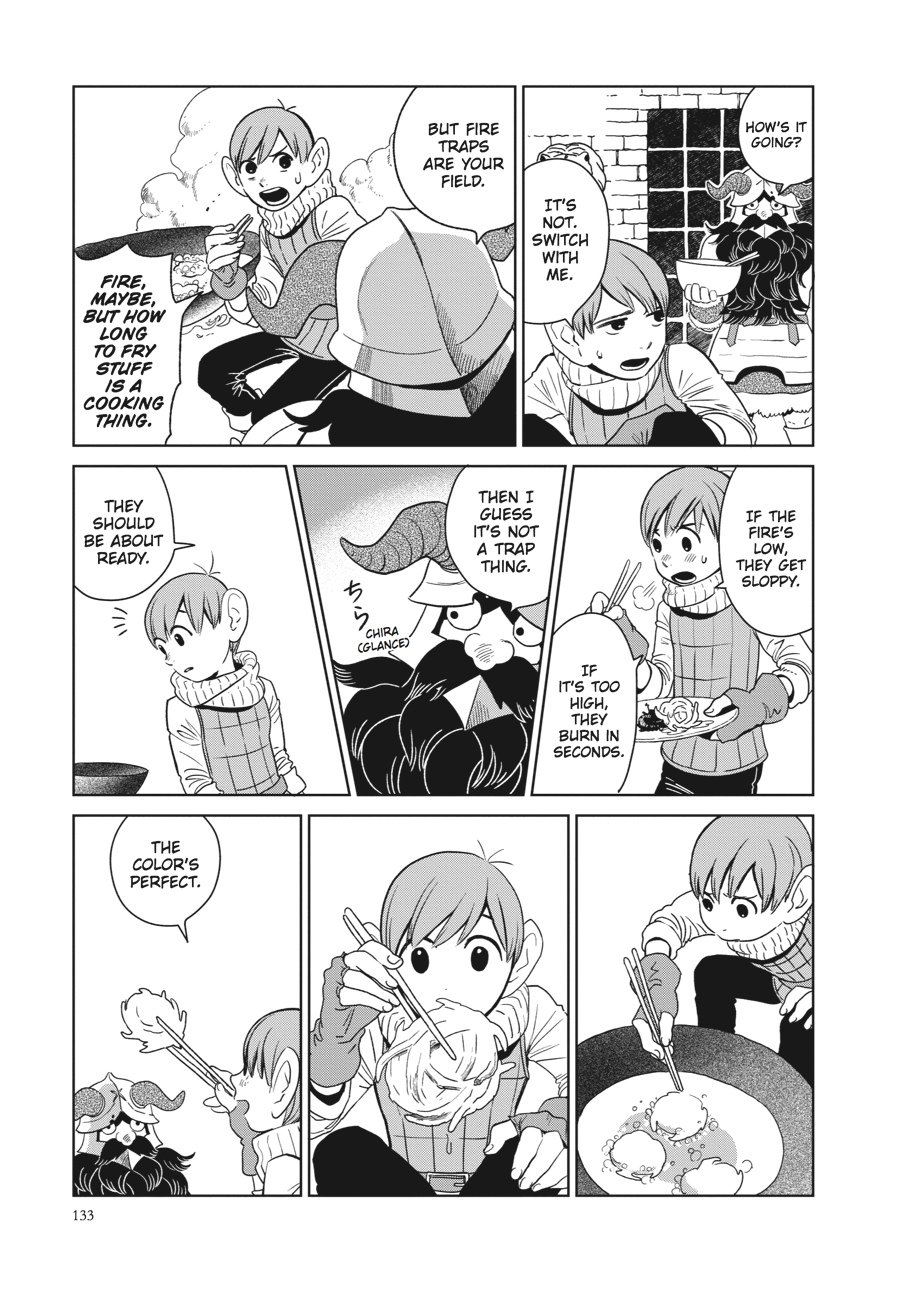 HOW'S IT
GOING?
IT'S
NOT.
SWITCH
WITH
ME.
BUT FIRE
TRAPS
ARE YOUR
FIELD.
FIRE,
MAYBE,
BUT HOW
LONG
TO FRY
STUFF
IS A
COOKING
THING.
IF THE
FIRE'S
LOW,
THEY GET
SLOPPY.
IF
IT'S TOO
HIGH,
THEY
BURN IN
SECONDS.
THEN I
GUESS
IT'S NOT
A TRAP
THING.
ちら
CHIRA
(GLANCE)
THEY
SHOULD
BE ABOUT
READY.
THE
COLOR'S
PERFECT.
133